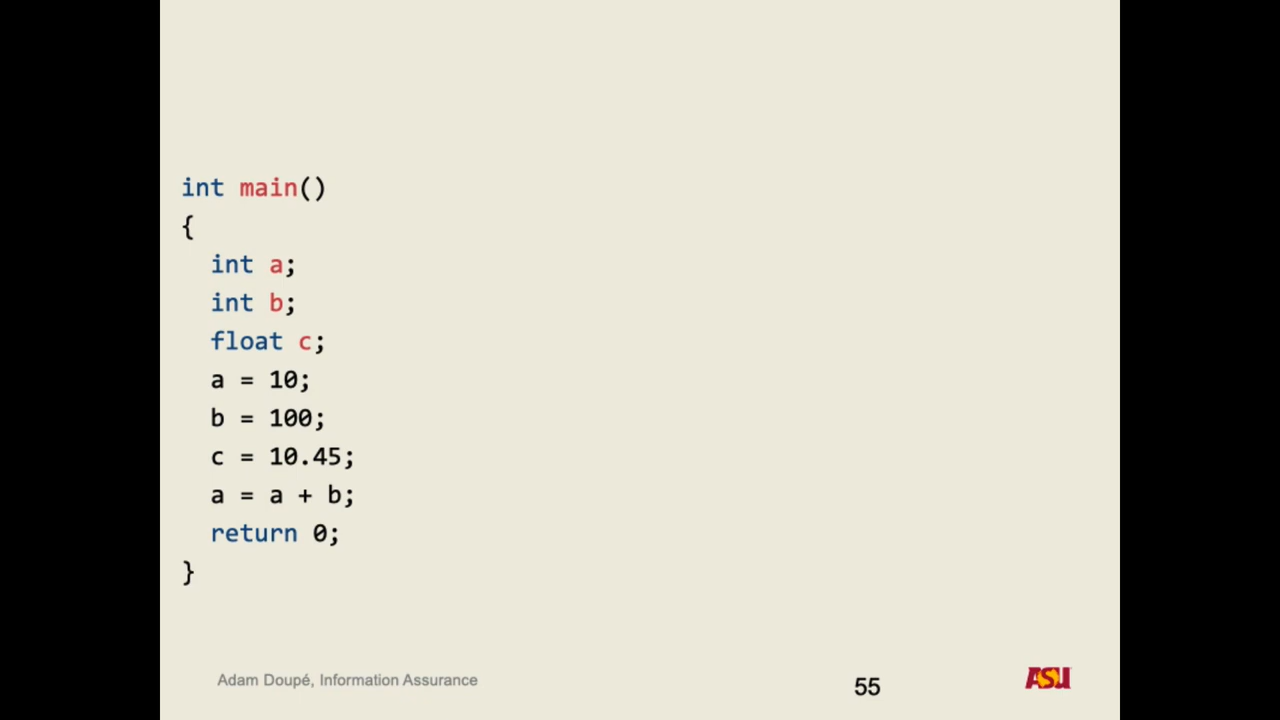 int main()
{
int a;
int b;
float c;
a = 10;
b = 100;
c = 10.45;
a = a + b;
return 0;
}
Adam Doupé, Information Assurance
55
ASU